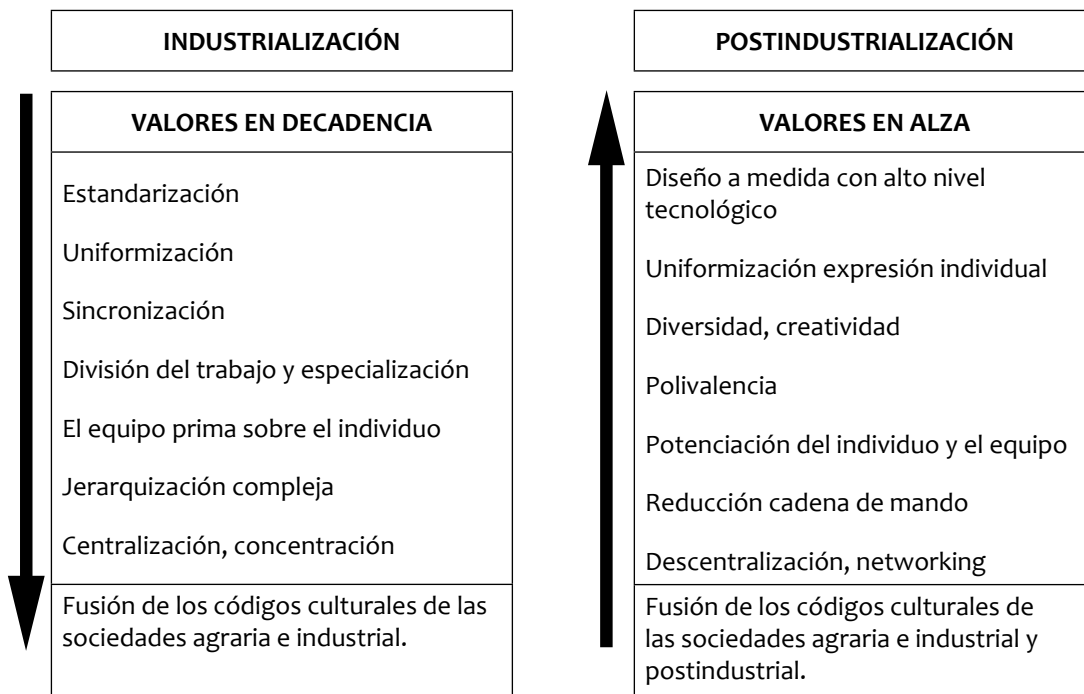 INDUSTRIALIZACIÓN
VALORES EN DECADENCIA
Estandarización
Uniformización
Sincronización
División del trabajo y especialización
El equipo prima sobre el individuo
Jerarquización compleja
Centralización, concentración
Fusión de los códigos culturales de las
sociedades agraria e industrial.
POSTINDUSTRIALIZACIÓN
VALORES EN ALZA
Diseño a medida con alto nivel
tecnológico
Uniformización expresión individual
Diversidad, creatividad
Polivalencia
Potenciación del individuo y el equipo
Reducción cadena de mando
Descentralización, networking
Fusión de los códigos culturales de
las sociedades agraria e industrial y
postindustrial.